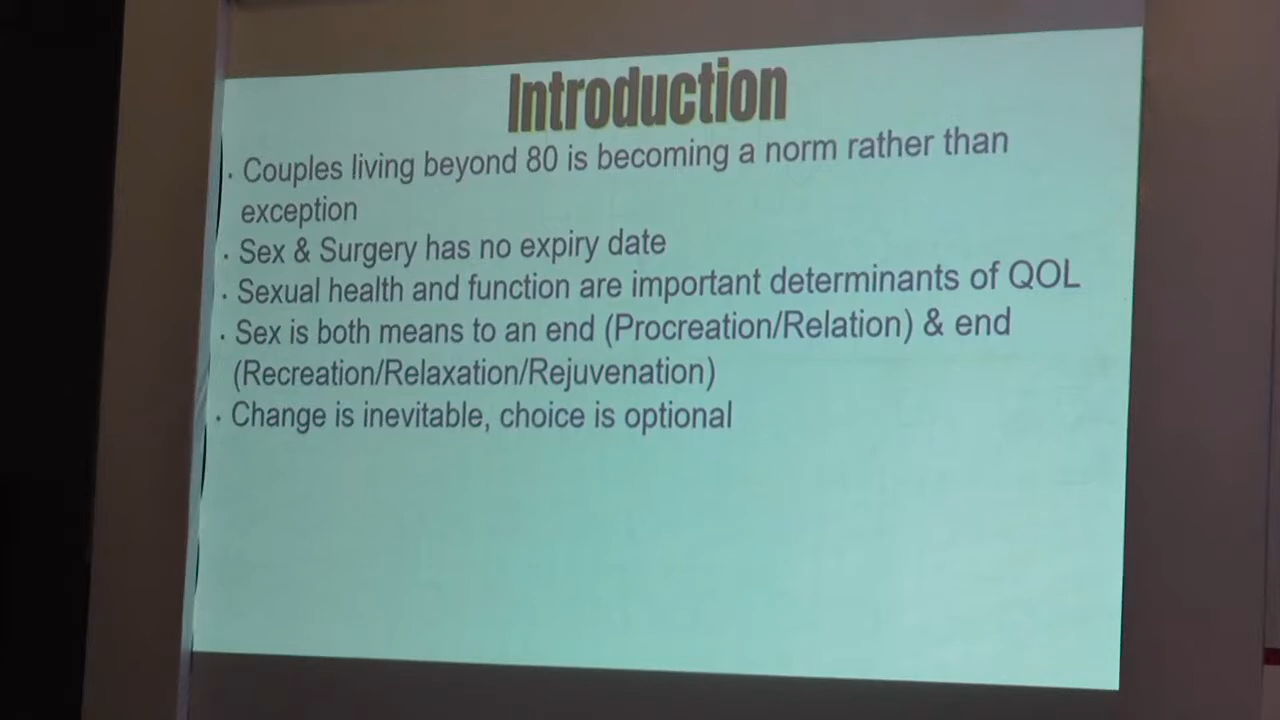 Introduction
· Couples living beyond 80 is becoming a norm rather than
exception
· Sex & Surgery has no expiry date
· Sexual health and function are important determinants of QOL
· Sex is both means to an end (Procreation/Relation) & end
(Recreation/Relaxation/Rejuvenation)
· Change is inevitable, choice is optional